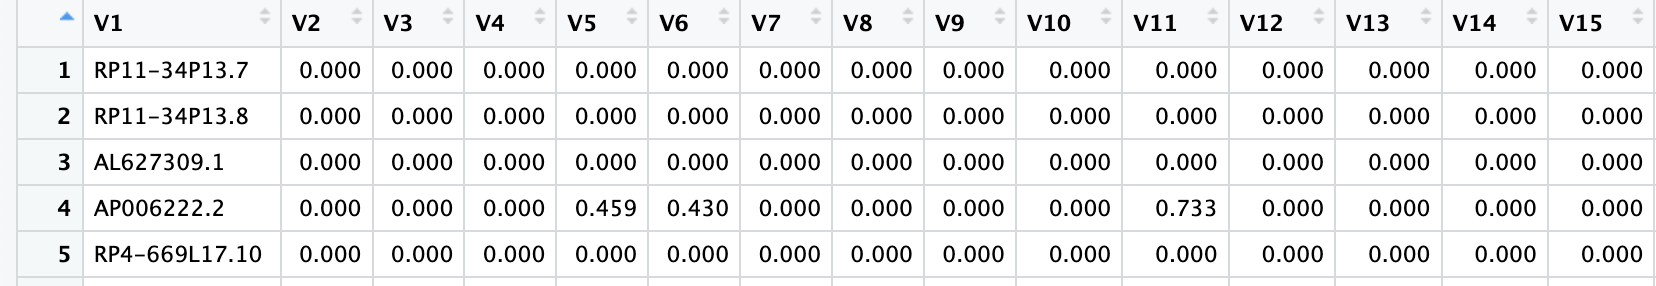 V1 V2 V3 V4 V5 V6 V7 V8 V9 V10 V11 V12 V13 V14 V15
1 RP11-34P13.7 0.000 0.000 0.000 0.000 0.000 0.000 0.000 0.000 0.000 0.000 0.000 0.000 0.000 0.000
2 RP11-34P13.8 0.000 0.000 0.000 0.000 0.000 0.000 0.000 0.000 0.000 0.000 0.000 0.000 0.000 0.000
3 AL627309.1 0.000 0.000 0.000 0.000 0.000 0.000 0.000 0.000 0.000 0.000 0.000 0.000 0.000 0.000
4 AP006222.2 0.000 0.000 0.000 0.459 0.430 0.000 0.000 0.000 0.000 0.733 0.000 0.000 0.000 0.000
5 RP4-669L17.10 0.000 0.000 0.000 0.000 0.000 0.000 0.000 0.000 0.000 0.000 0.000 0.000 0.000 0.000